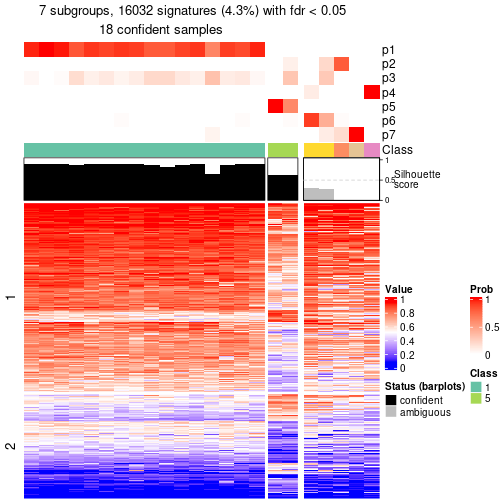 7 subgroups, 16032 signatures (4.3%) with fdr < 0.05
18 confident samples
p1
p2
p3
p4
p5
p6
p7
Class
1
0.5
0
Silhouette
score
1
2
Value
1
0.8
0.6
0.4
0.2
0
Status (barplots)
confident
ambiguous
Prob
1
0.5
0
Class
1
5